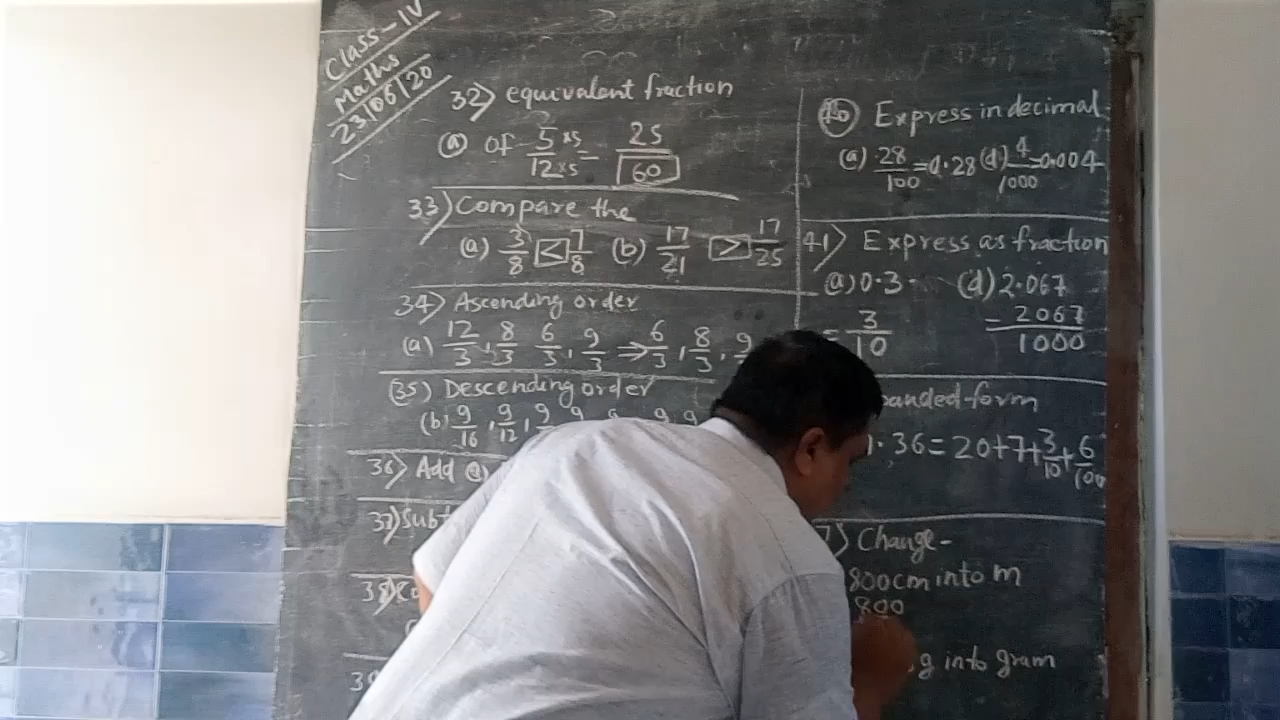 Class-IV
Maths
23/06/20
32) equivalent fraction
(a) of 5/12 ×5/×5 = 25/60
33) Compare the
(a) 3/8 < 7/8 (b) 17/21 > 17/25
34) Ascending order
(a) 12/3, 8/3 6/3, 9/3 ⇒ 6/3, 8/3, 9
(35) Descending order
(b) 9/16, 9/12, 9
36) Add (a)
37) Subt
38)
39
40 Express in decimal
(a) 28/100 = 0.28 (d) 4/1000 = 0.004
41) Express as fraction
(a) 0.3 (d) 2.067
= 3/10 = 2067/1000
panded form
.36 = 20+7+3/10+6/100
) Change-
800cm into m
800
g into gram